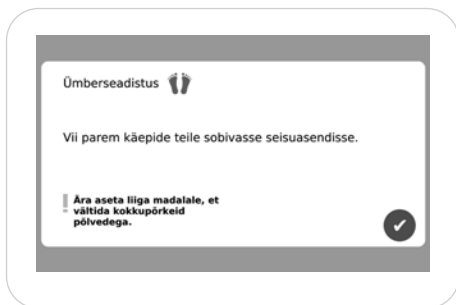 Ümberseadistus
Vii parem käepide teile sobivasse seisuasendisse.
Ära aseta liiga madalale, et
vältida kokkupõrkeid
põlvedega.